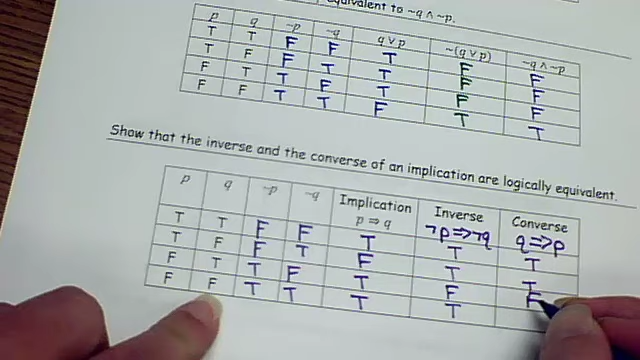 equivalent to ~q ∧ ~p.
p q ~p ~q q ∨ p ~(q ∨ p) ~q ∧ ~p
T T F F T F F
T F F T T F F
F T T F T F F
F F T T F T T
Show that the inverse and the converse of an implication are logically equivalent.
p q ~p ~q Implication p ⇒ q Inverse ¬p⇒¬q Converse q⇒p
T T F F T T T
T F F T F T T
F T T F T F F
F F T T T T